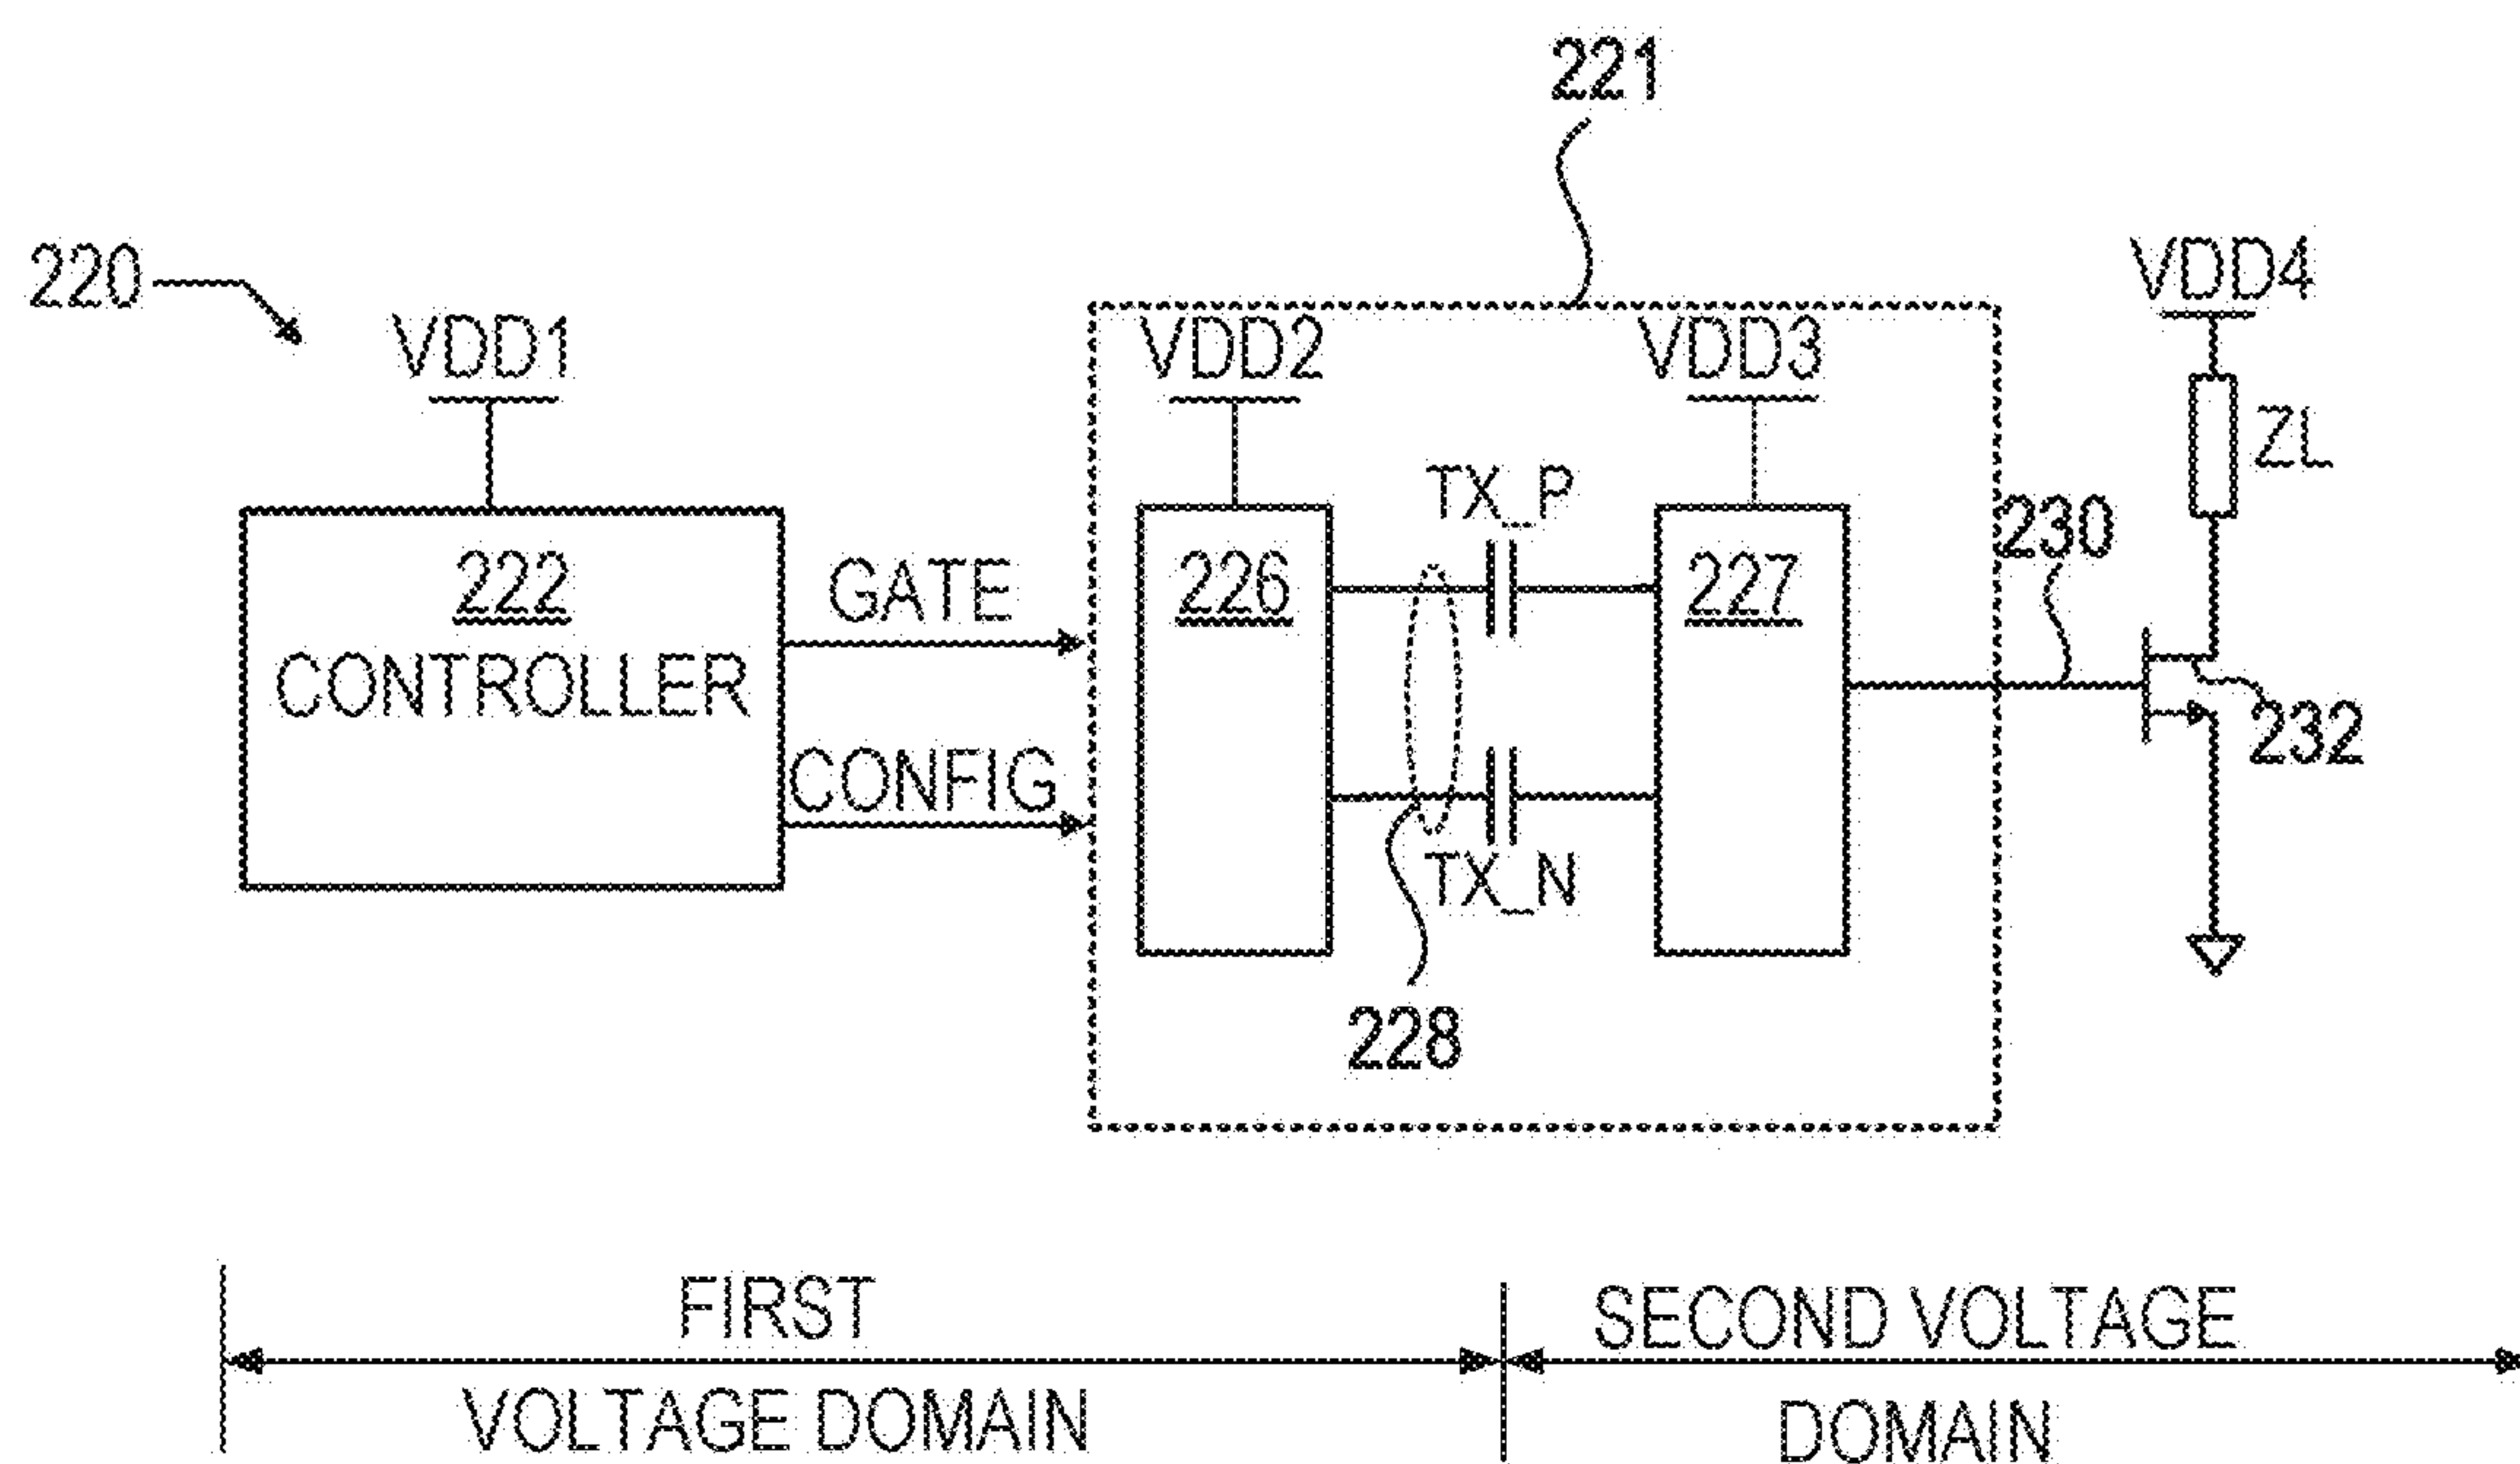 221
220
VDD1
VDD2
VDD3
VDD4
ZL
TX_P
230
222
CONTROLLER
GATE
CONFIG
226
227
232
TX_N
228
FIRST
VOLTAGE DOMAIN
SECOND VOLTAGE
DOMAIN